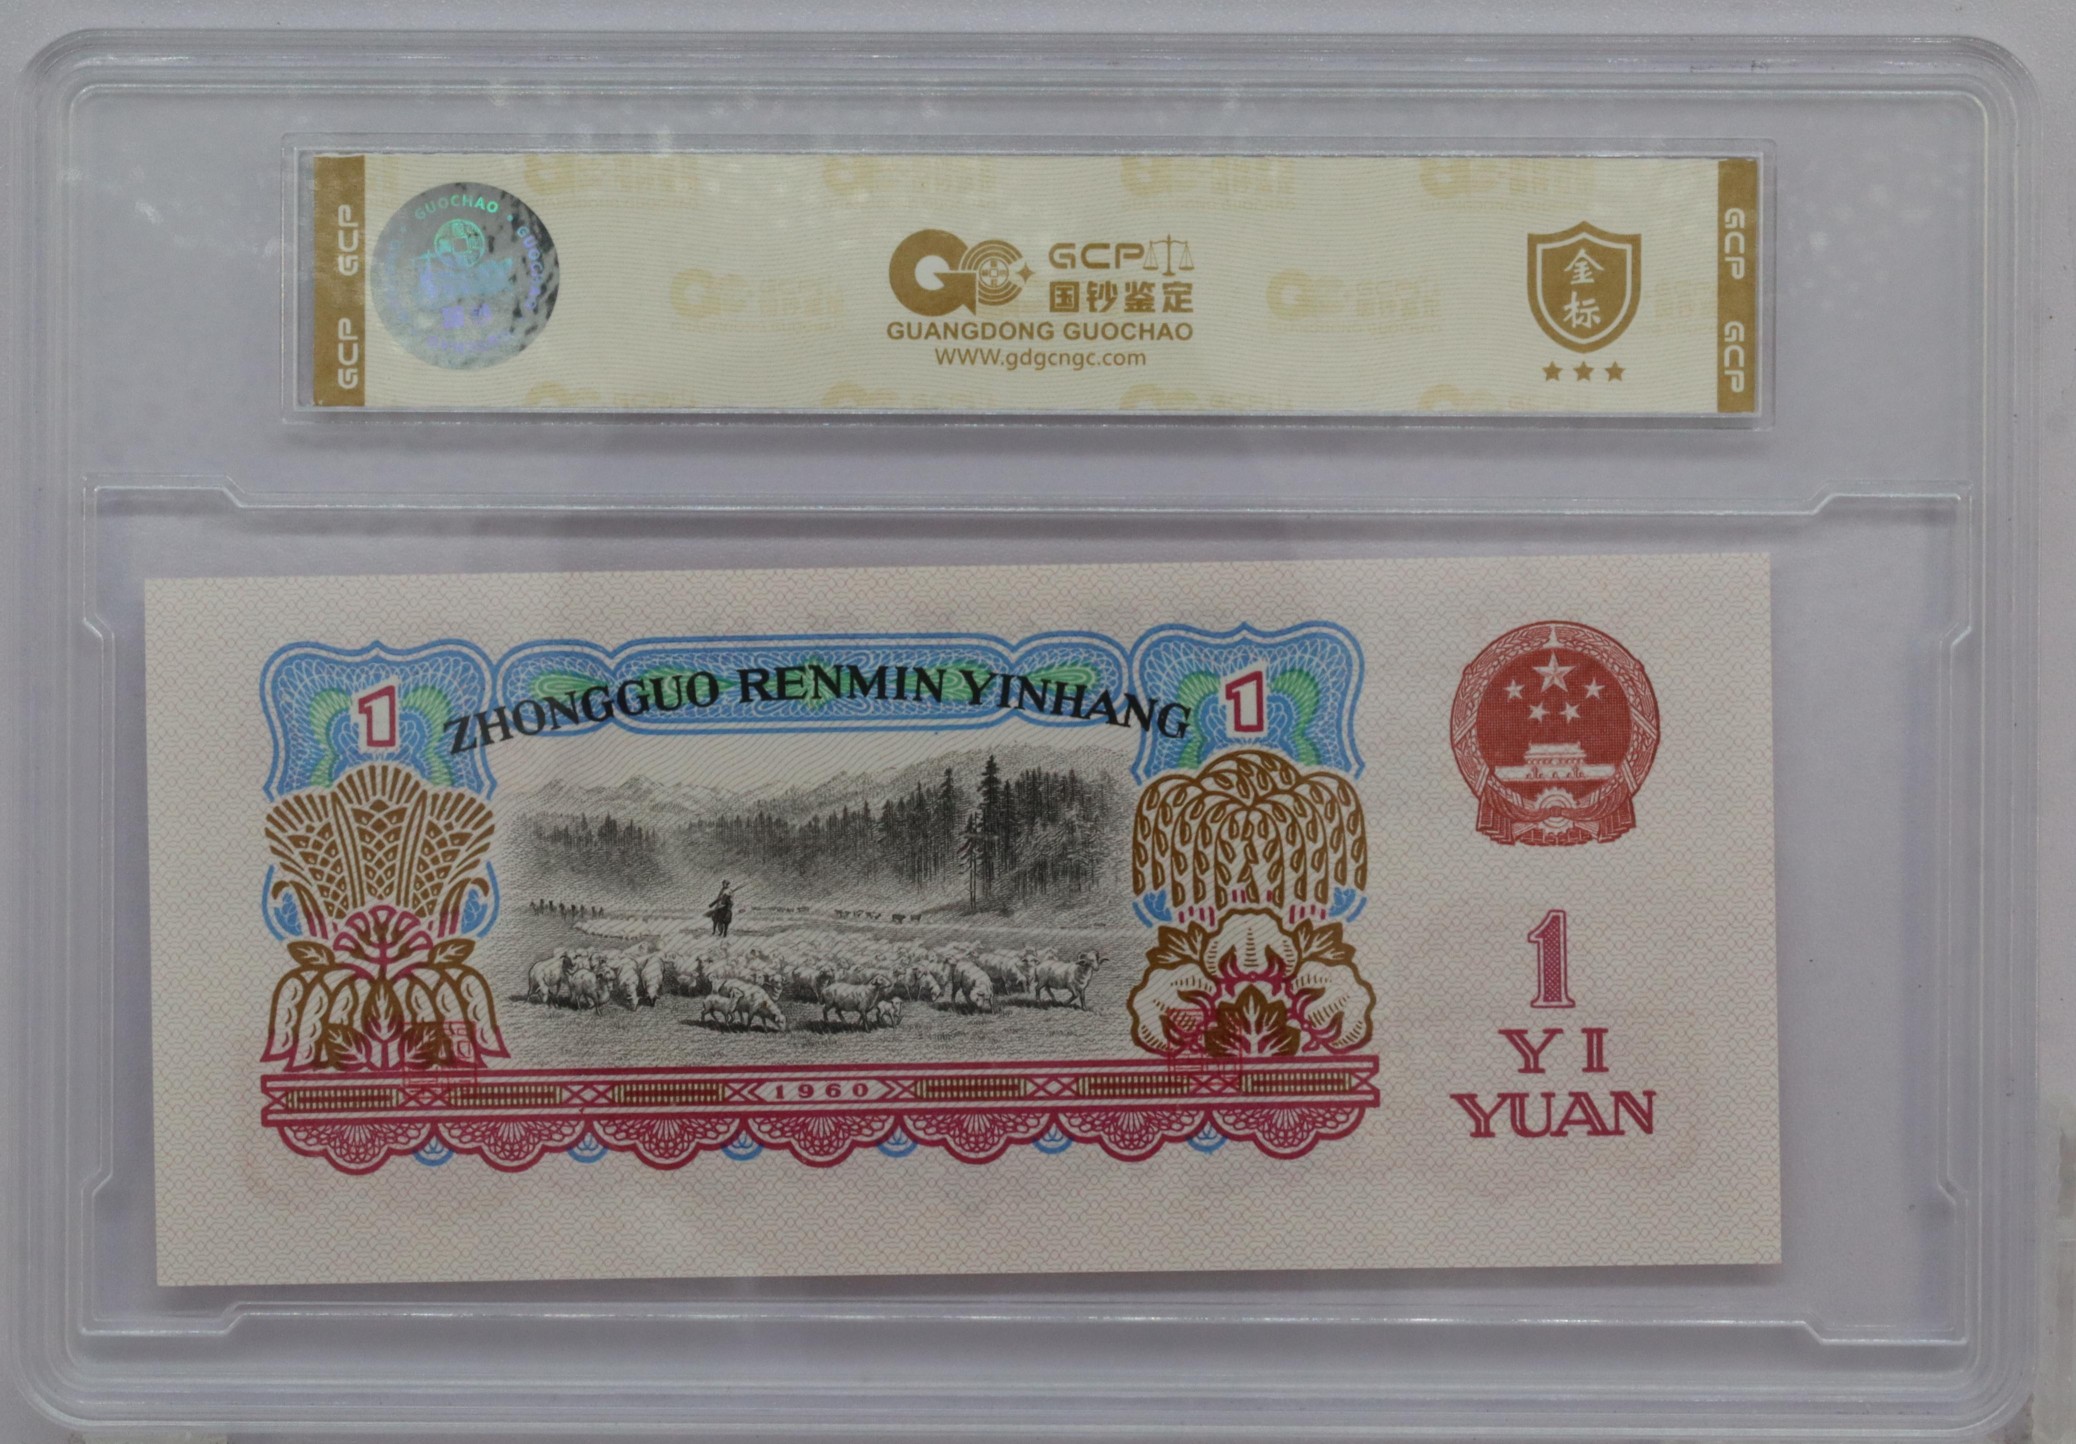 GCP GCP
GUOCHAO • GUOCHAO
GCP
国钞鉴定
GUANGDONG GUOCHAO
WWW.gdgcngc.com
金标
GCP GCP
ZHONGGUO RENMIN YINHANG
1
1
1960
1
YI
YUAN